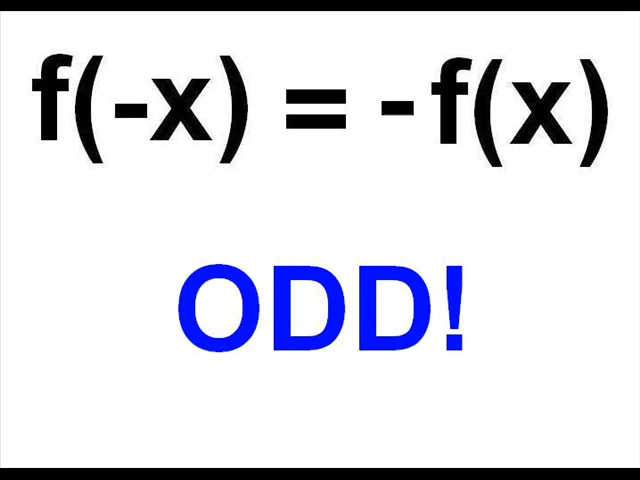 f(-x) = -f(x)
ODD!